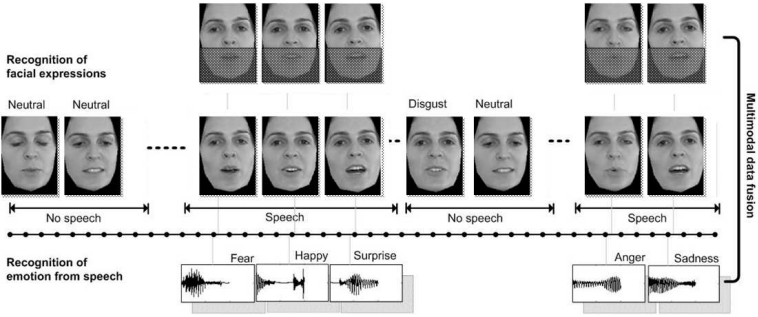 Recognition of
facial expressions
Neutral
Neutral
Disgust
Neutral
No speech
Speech
No speech
Speech
Recognition of
emotion from speech
Fear
Happy
Surprise
Anger
Sadness
Multimodal data fusion